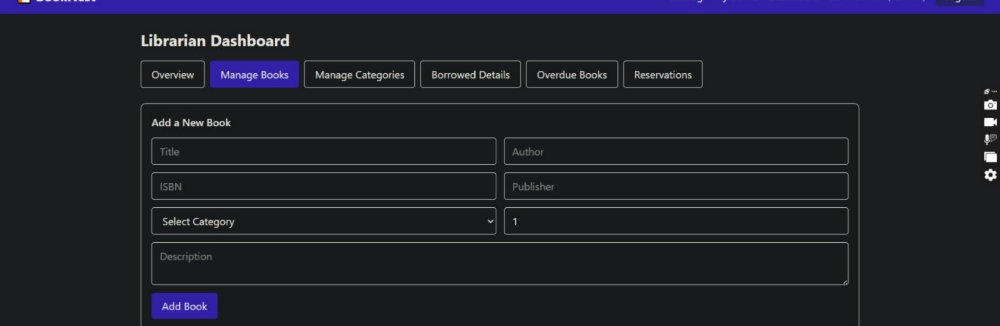 Librarian Dashboard
Overview
Manage Books
Manage Categories
Borrowed Details
Overdue Books
Reservations
Add a New Book
Title
Author
ISBN
Publisher
Select Category
1
Description
Add Book